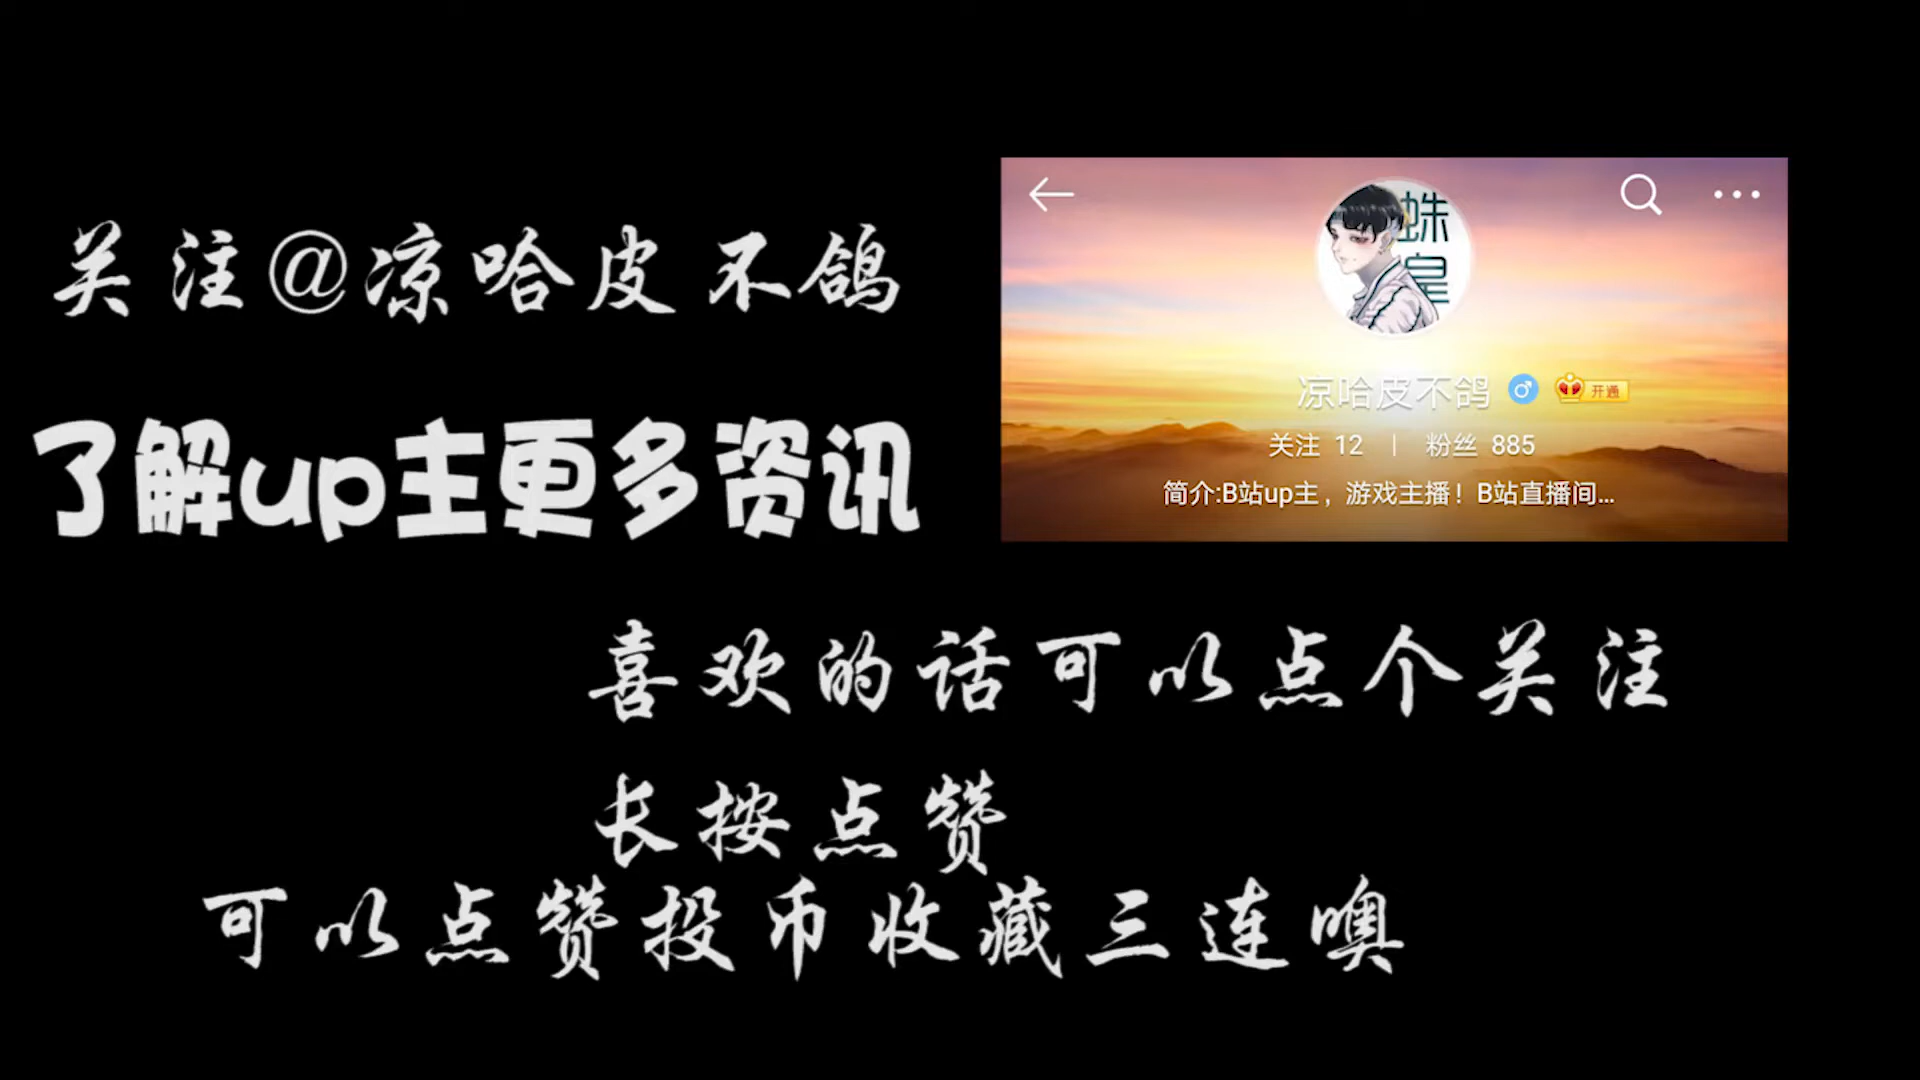 关注@凉哈皮不鸽
了解up主更多资讯
蛛
皇
凉哈皮不鸽
开通
关注 12 | 粉丝 885
简介:B站up主，游戏主播！B站直播间...
喜欢的话可以点个关注
长按点赞
可以点赞投币收藏三连噢